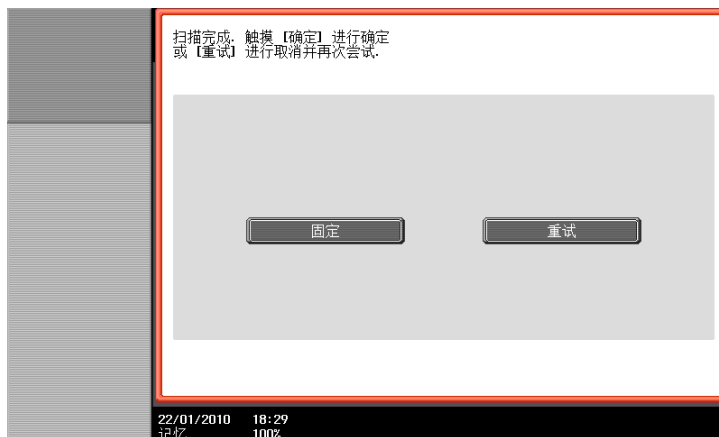 扫描完成. 触摸 [确定] 进行确定
或 [重试] 进行取消并再次尝试.
固定
重试
22/01/2010 18:29
记忆 100%